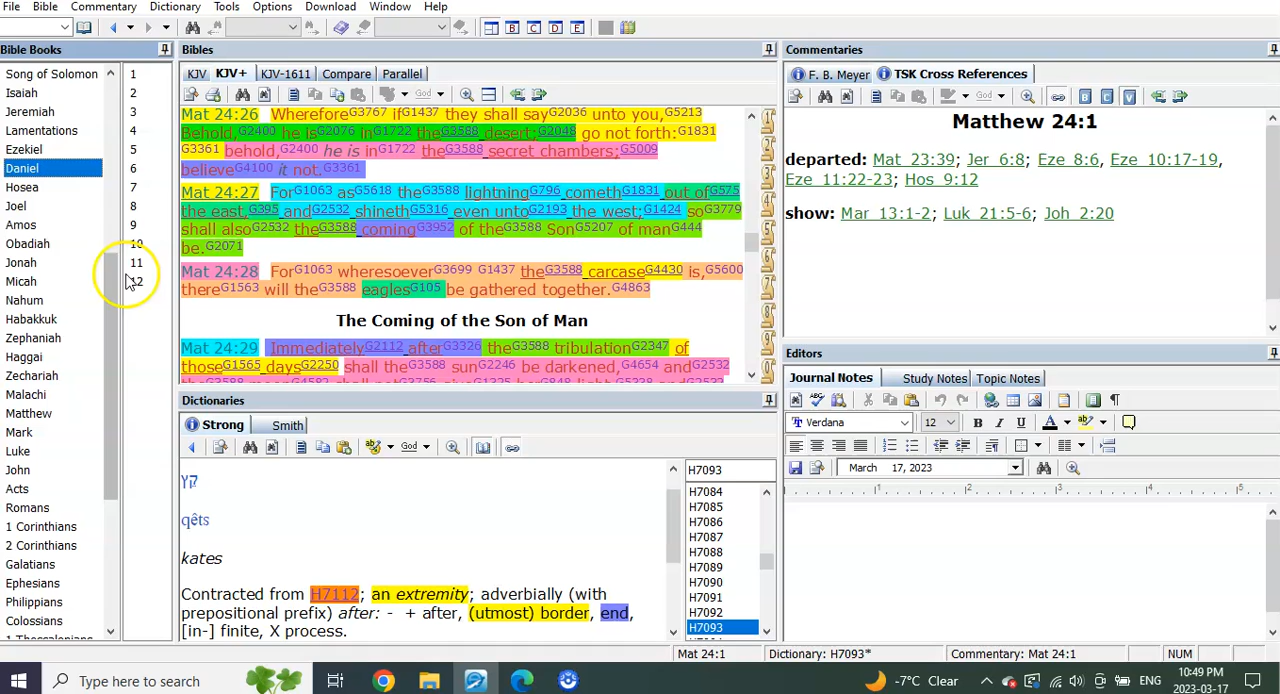 File Bible Commentary Dictionary Tools Options Download Window Help
Bible Books
Song of Solomon
Isaiah
Jeremiah
Lamentations
Ezekiel
Daniel
Hosea
Joel
Amos
Obadiah
Jonah
Micah
Nahum
Habakkuk
Zephaniah
Haggai
Zechariah
Malachi
Matthew
Mark
Luke
John
Acts
Romans
1 Corinthians
2 Corinthians
Galatians
Ephesians
Philippians
Colossians
1 Thessalonians
1
2
3
4
5
6
7
8
9
10
11
12
Bibles
KJV KJV+ KJV-1611 Compare Parallel
God
Mat 24:26 Wherefore G3767 if G1437 they shall say G2036 unto you, G5213
Behold, G2400 he is G2076 in G1722 the G3588 desert; G2048 go not forth: G1831
G3361 behold, G2400 he is in G1722 the G3588 secret chambers; G5009
believe G4100 it not. G3361
Mat 24:27 For G1063 as G5618 the G3588 lightning G796 cometh G1831 out of G575
the east, G395 and G2532 shineth G5316 even unto G2193 the west; G1424 so G3779
shall also G2532 the G3588 coming G3952 of the G3588 Son G5207 of man G444
be. G2071
Mat 24:28 For G1063 wheresoever G3699 G1437 the G3588 carcase G4430 is, G5600
there G1563 will the G3588 eagles G105 be gathered together. G4863
The Coming of the Son of Man
Mat 24:29 Immediately G2112 after G3326 the G3588 tribulation G2347 of
those G1565 days G2250 shall the G3588 sun G2246 be darkened, G4654 and G2532
Dictionaries
Strong Smith
God
קץ
qêts
kates
Contracted from H7112; an extremity; adverbially (with
prepositional prefix) after: - + after, (utmost) border, end,
[in-] finite, X process.
H7093
H7084
H7085
H7086
H7087
H7088
H7089
H7090
H7091
H7092
H7093
Commentaries
F. B. Meyer TSK Cross References
God
Matthew 24:1
departed: Mat 23:39; Jer 6:8; Eze 8:6, Eze 10:17-19,
Eze 11:22-23; Hos 9:12
show: Mar 13:1-2; Luk 21:5-6; Joh 2:20
Editors
Journal Notes Study Notes Topic Notes
Verdana 12 B I U A
March 17, 2023
1 2 3 4 5
Mat 24:1 Dictionary: H7093* Commentary: Mat 24:1 NUM
Type here to search
-7°C Clear
ENG
10:49 PM
2023-03-17